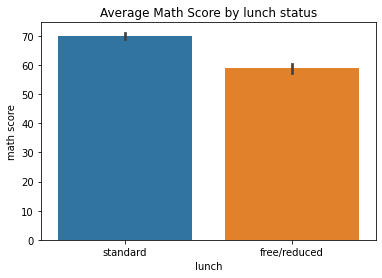 Average Math Score by lunch status
math score
70
60
50
40
30
20
10
0
standard free/reduced
lunch